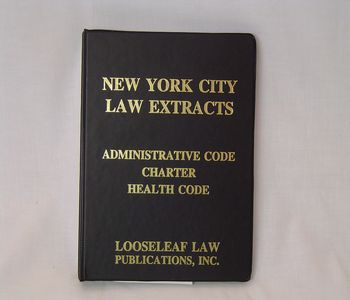 NEW YORK CITY
LAW EXTRACTS
ADMINISTRATIVE CODE
CHARTER
HEALTH CODE
LOOSELEAF LAW
PUBLICATIONS, INC.